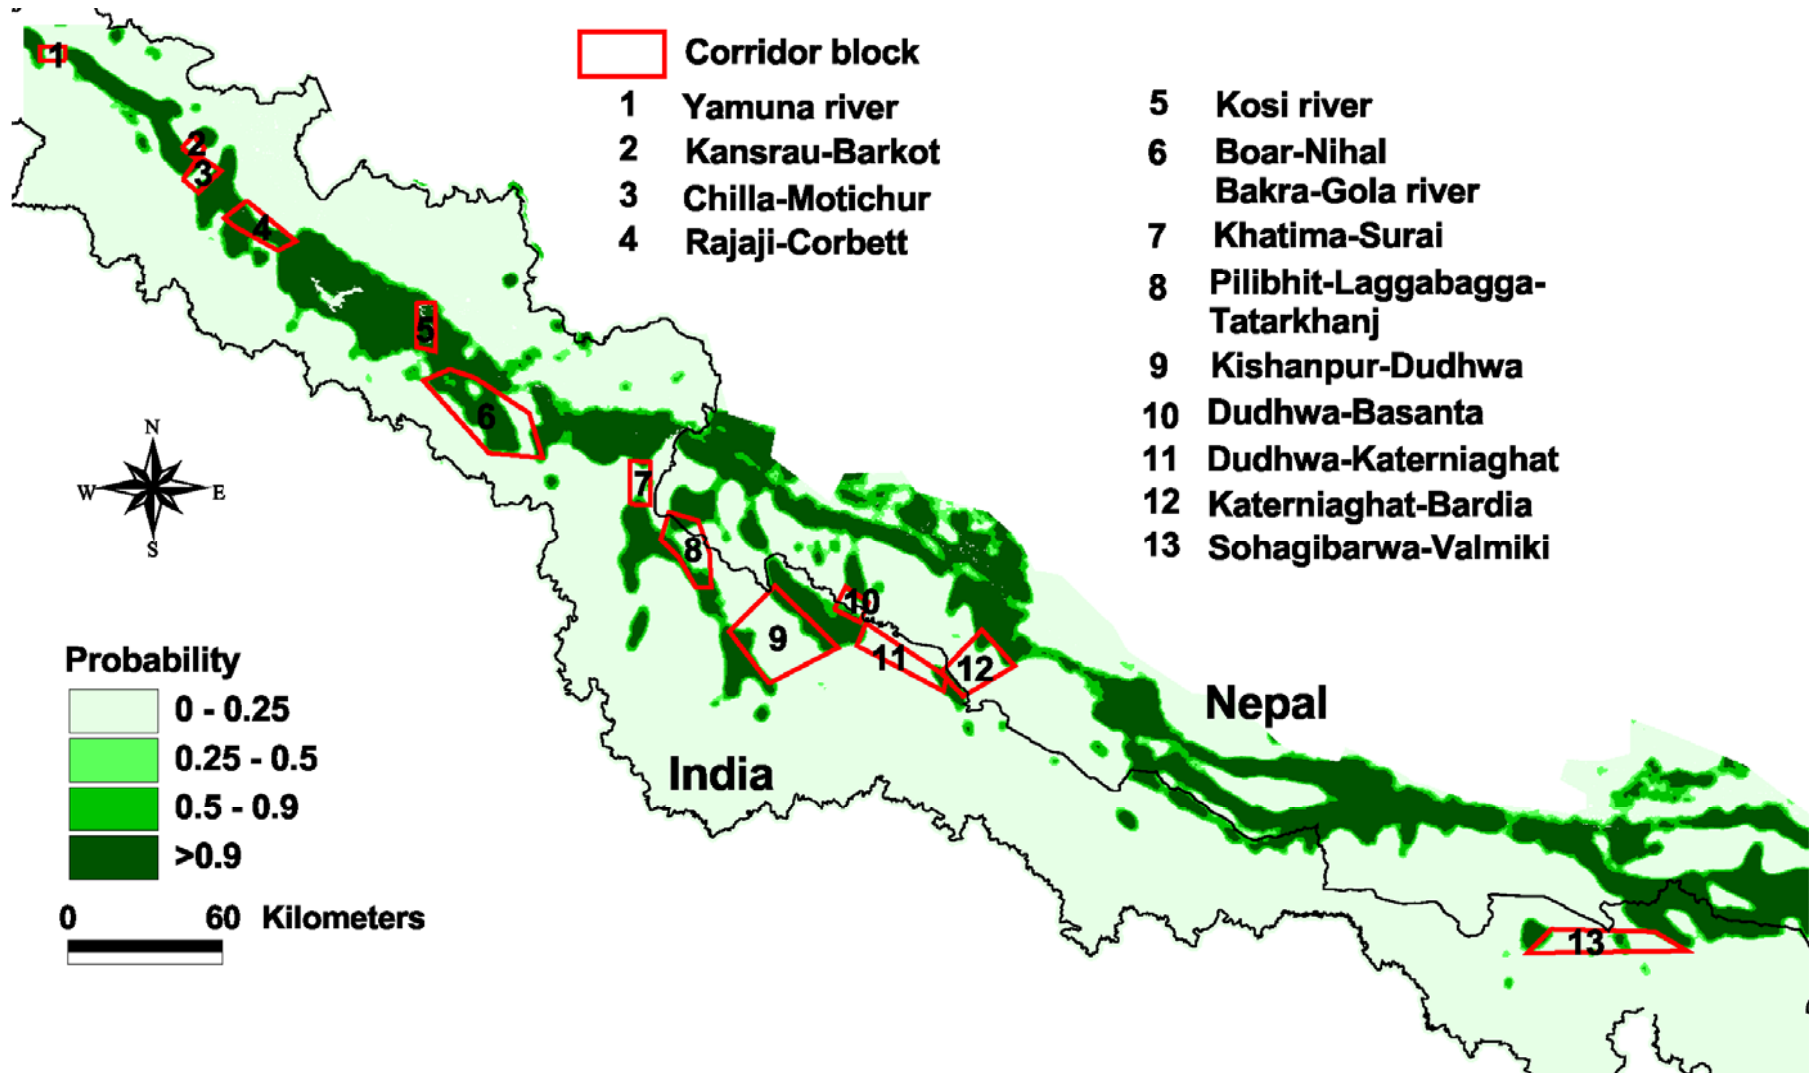 Corridor block
1 Yamuna river
2 Kansrau-Barkot
3 Chilla-Motichur
4 Rajaji-Corbett
5 Kosi river
6 Boar-Nihal
Bakra-Gola river
7 Khatima-Surai
8 Pilibhit-Laggabagga-
Tatarkhanj
9 Kishanpur-Dudhwa
10 Dudhwa-Basanta
11 Dudhwa-Katerniaghat
12 Katerniaghat-Bardia
13 Sohagibarwa-Valmiki
1
2
3
4
5
6
7
8
9
10
11
12
13
N
W E
S
Nepal
India
Probability
0 - 0.25
0.25 - 0.5
0.5 - 0.9
>0.9
0 60 Kilometers